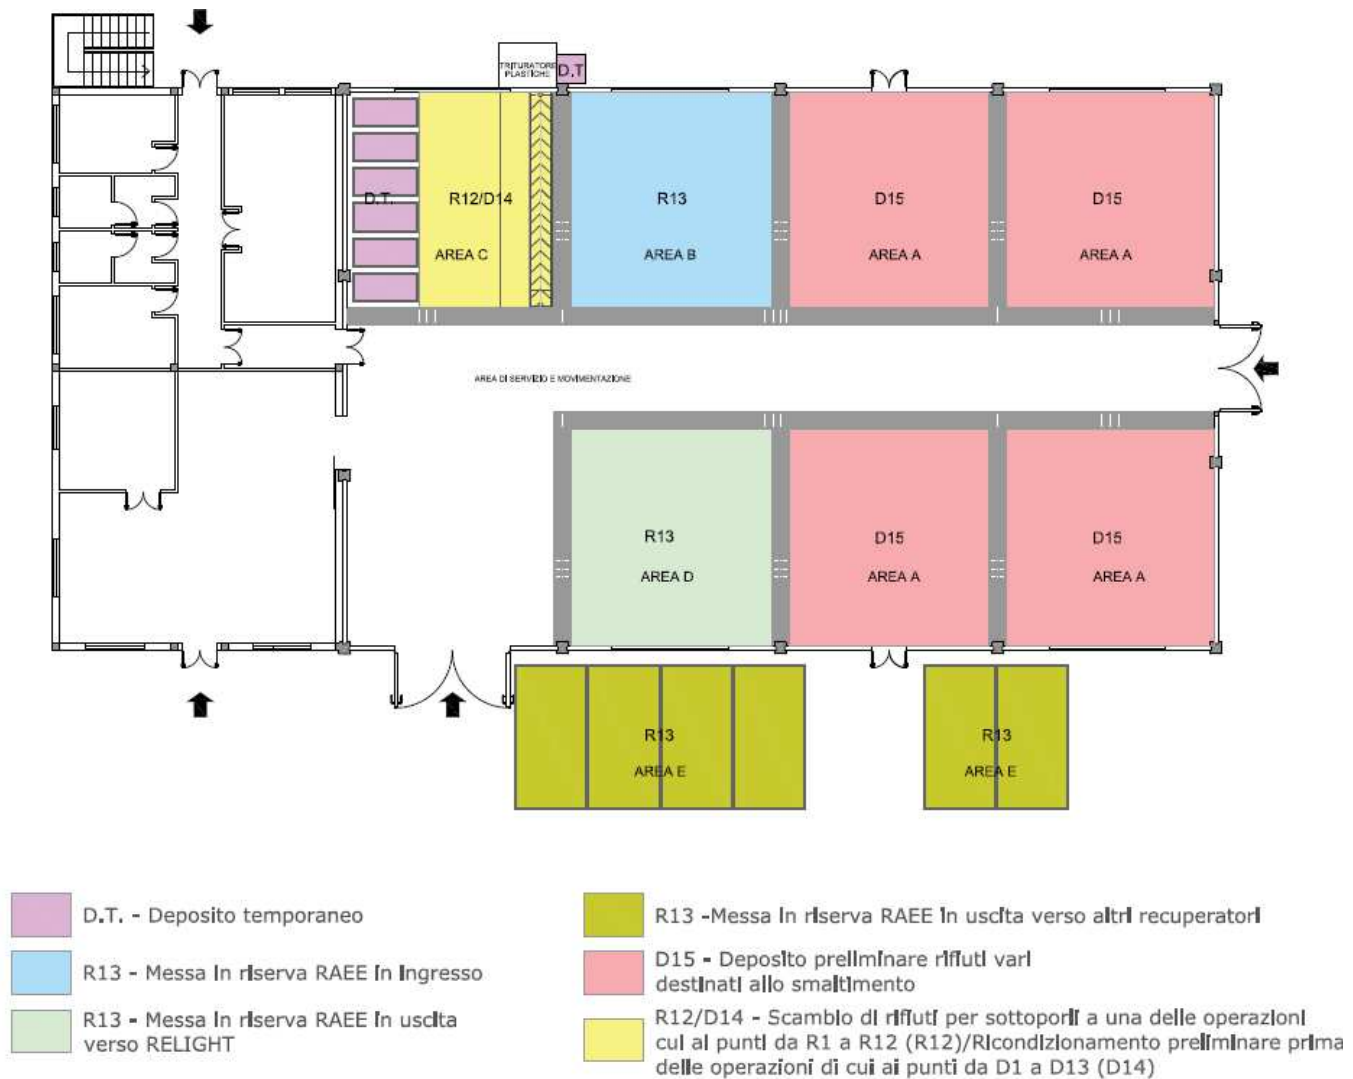 TRITURATORE
PLASTICHE
D.T
D.T.
R12/D14
AREA C
R13
AREA B
D15
AREA A
D15
AREA A
AREA DI SERVIZIO E MOVIMENTAZIONE
R13
AREA D
D15
AREA A
D15
AREA A
R13
AREA E
R13
AREA E
D.T. - Deposito temporaneo
R13 - Messa in riserva RAEE in ingresso
R13 - Messa in riserva RAEE in uscita
verso RELIGHT
R13 -Messa in riserva RAEE in uscita verso altri recuperatori
D15 - Deposito preliminare rifiuti vari
destinati allo smaltimento
R12/D14 - Scambio di rifiuti per sottoporli a una delle operazioni
cui ai punti da R1 a R12 (R12)/Ricondizionamento preliminare prima
delle operazioni di cui ai punti da D1 a D13 (D14)